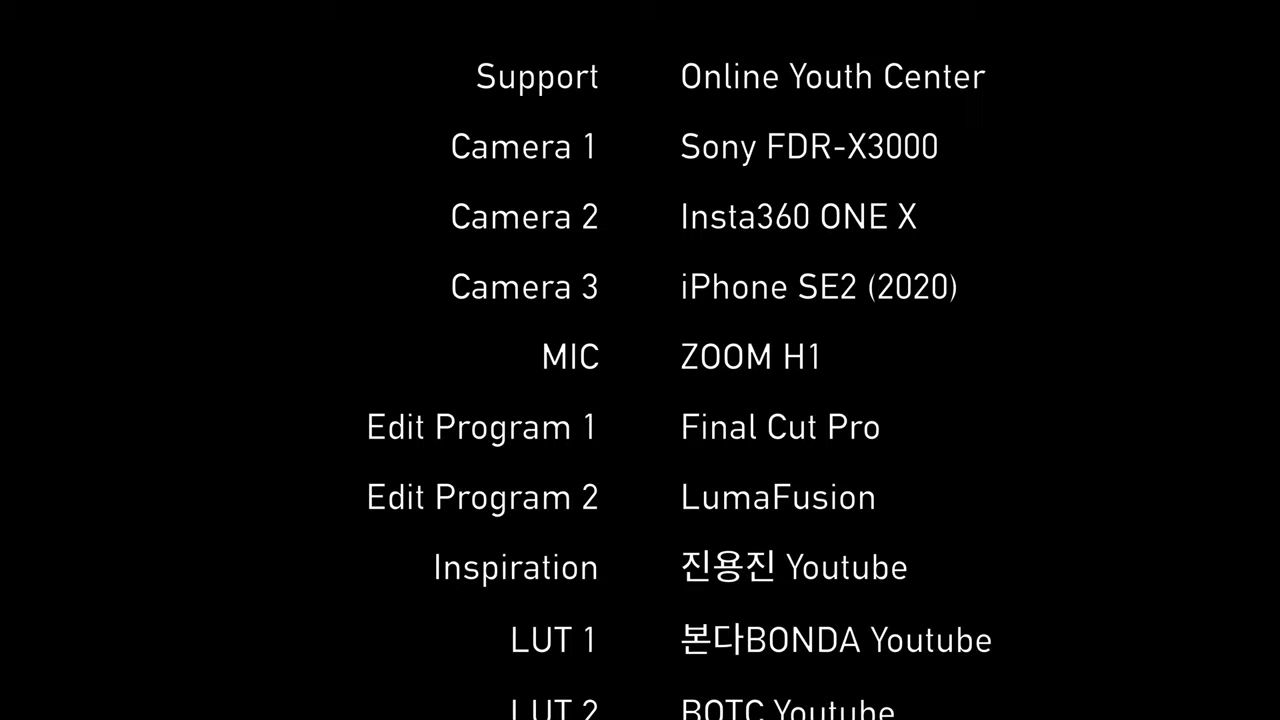 Support Online Youth Center
Camera 1 Sony FDR-X3000
Camera 2 Insta360 ONE X
Camera 3 iPhone SE2 (2020)
MIC ZOOM H1
Edit Program 1 Final Cut Pro
Edit Program 2 LumaFusion
Inspiration 진용진 Youtube
LUT 1 본다BONDA Youtube
LUT 2 BOTC Youtube